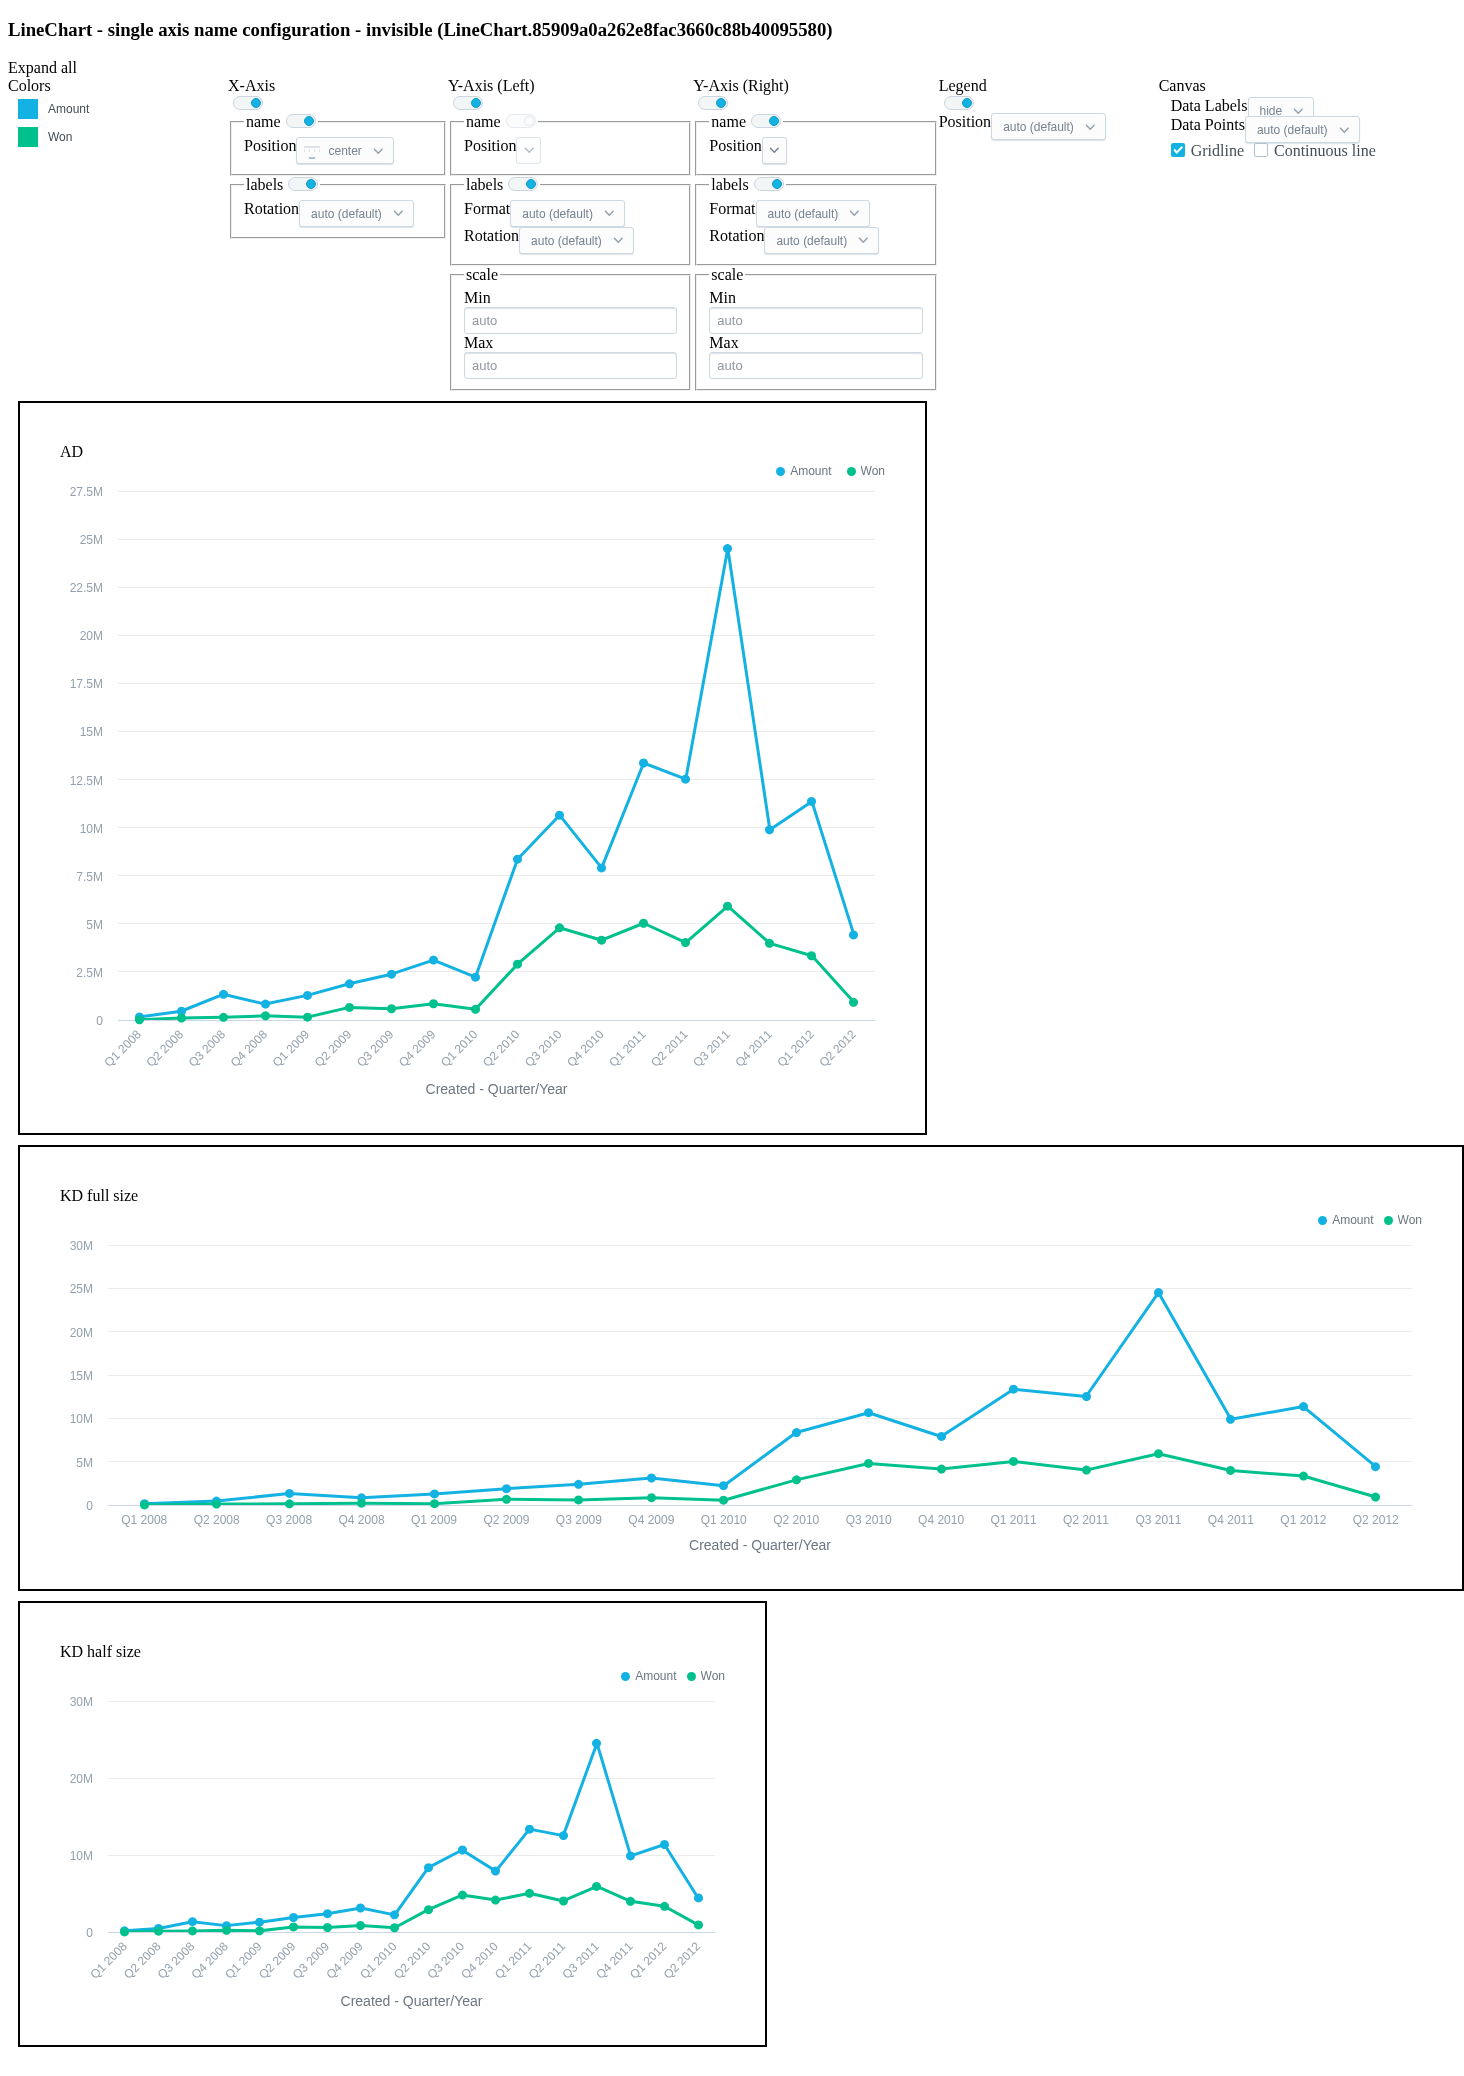 LineChart - single axis name configuration - invisible (LineChart.85909a0a262e8fac3660c88b40095580)
Expand all
Colors
Amount
Won
X-Axis
name
Position center
labels
Rotation auto (default)
Y-Axis (Left)
name
Position
labels
Format auto (default)
Rotation auto (default)
scale
Min
auto
Max
auto
Y-Axis (Right)
name
Position
labels
Format auto (default)
Rotation auto (default)
scale
Min
auto
Max
auto
Legend
Position auto (default)
Canvas
Data Labels hide
Data Points auto (default)
Gridline Continuous line
AD
Amount Won
27.5M
25M
22.5M
20M
17.5M
15M
12.5M
10M
7.5M
5M
2.5M
0
Q1 2008 Q2 2008 Q3 2008 Q4 2008 Q1 2009 Q2 2009 Q3 2009 Q4 2009 Q1 2010 Q2 2010 Q3 2010 Q4 2010 Q1 2011 Q2 2011 Q3 2011 Q4 2011 Q1 2012 Q2 2012
Created - Quarter/Year
KD full size
Amount Won
30M
25M
20M
15M
10M
5M
0
Q1 2008 Q2 2008 Q3 2008 Q4 2008 Q1 2009 Q2 2009 Q3 2009 Q4 2009 Q1 2010 Q2 2010 Q3 2010 Q4 2010 Q1 2011 Q2 2011 Q3 2011 Q4 2011 Q1 2012 Q2 2012
Created - Quarter/Year
KD half size
Amount Won
30M
20M
10M
0
Q1 2008 Q2 2008 Q3 2008 Q4 2008 Q1 2009 Q2 2009 Q3 2009 Q4 2009 Q1 2010 Q2 2010 Q3 2010 Q4 2010 Q1 2011 Q2 2011 Q3 2011 Q4 2011 Q1 2012 Q2 2012
Created - Quarter/Year